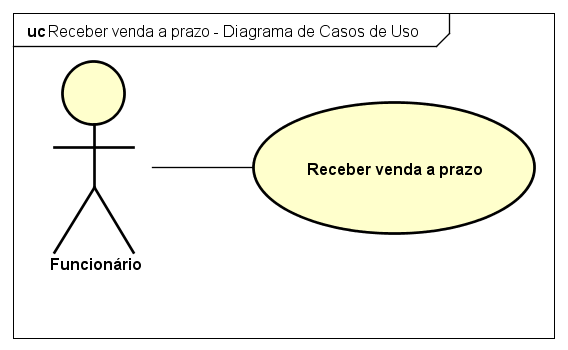 uc Receber venda a prazo - Diagrama de Casos de Uso
Receber venda a prazo
Funcionário